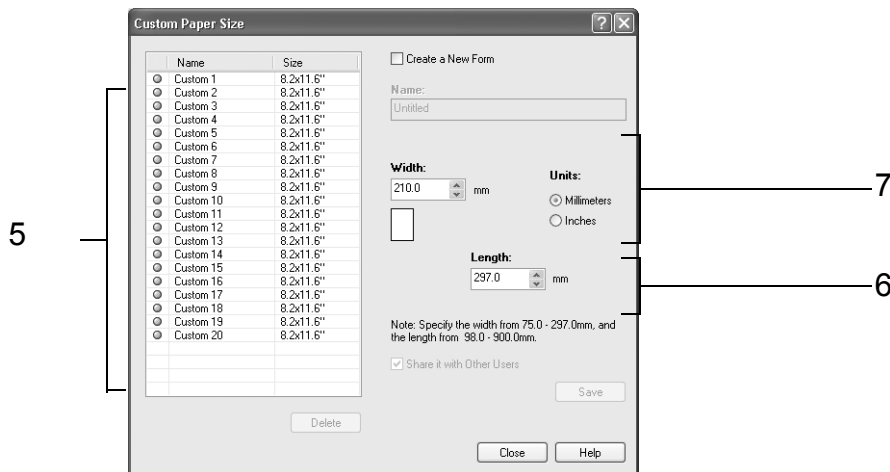 Custom Paper Size
Name Size
Custom 1 8.2x11.6"
Custom 2 8.2x11.6"
Custom 3 8.2x11.6"
Custom 4 8.2x11.6"
Custom 5 8.2x11.6"
Custom 6 8.2x11.6"
Custom 7 8.2x11.6"
Custom 8 8.2x11.6"
Custom 9 8.2x11.6"
Custom 10 8.2x11.6"
Custom 11 8.2x11.6"
Custom 12 8.2x11.6"
Custom 13 8.2x11.6"
Custom 14 8.2x11.6"
Custom 15 8.2x11.6"
Custom 16 8.2x11.6"
Custom 17 8.2x11.6"
Custom 18 8.2x11.6"
Custom 19 8.2x11.6"
Custom 20 8.2x11.6"
5
Delete
Create a New Form
Name:
Untitled
Width:
210.0 mm
Units:
Millimeters
Inches
7
Length:
297.0 mm
6
Note: Specify the width from 75.0 - 297.0mm, and
the length from 98.0 - 900.0mm.
Share it with Other Users
Save
Close Help